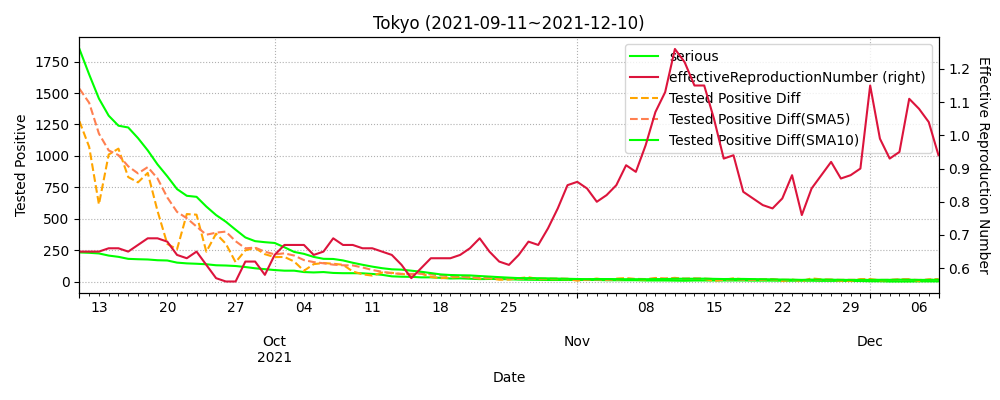 Tokyo (2021-09-11~2021-12-10)
serious
effectiveReproductionNumber (right)
Tested Positive Diff
Tested Positive Diff(SMA5)
Tested Positive Diff(SMA10)
Tested Positive
1750
1500
1250
1000
750
500
250
0
1.2
1.1
1.0
0.9
0.8
0.7
0.6
Effective Reproduction Number
13 20 27 04 11 18 25 08 15 22 29 06
Oct Nov Dec
2021
Date